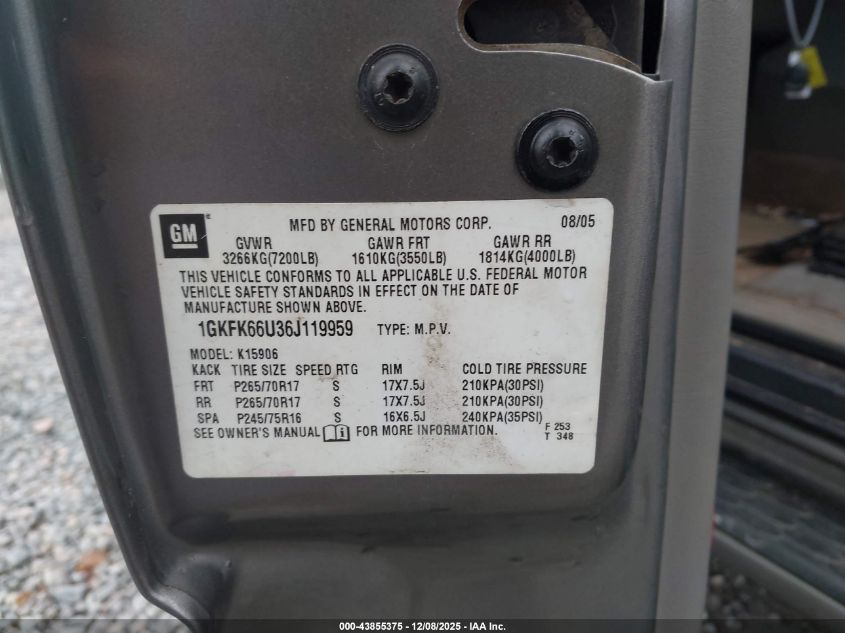 GM
MFD BY GENERAL MOTORS CORP. 08/05
GVWR GAWR FRT GAWR RR
3266KG(7200LB) 1610KG(3550LB) 1814KG(4000LB)
THIS VEHICLE CONFORMS TO ALL APPLICABLE U.S. FEDERAL MOTOR
VEHICLE SAFETY STANDARDS IN EFFECT ON THE DATE OF
MANUFACTURE SHOWN ABOVE.
1GKFK66U36J119959 TYPE: M.P.V.
MODEL: K15906
KACK TIRE SIZE SPEED RTG RIM COLD TIRE PRESSURE
FRT P265/70R17 S 17X7.5J 210KPA(30PSI)
RR P265/70R17 S 17X7.5J 210KPA(30PSI)
SPA P245/75R16 S 16X6.5J 240KPA(35PSI)
SEE OWNER'S MANUAL FOR MORE INFORMATION.
F 253
T 348
000-43855375 | 12/08/2025 - IAA Inc.